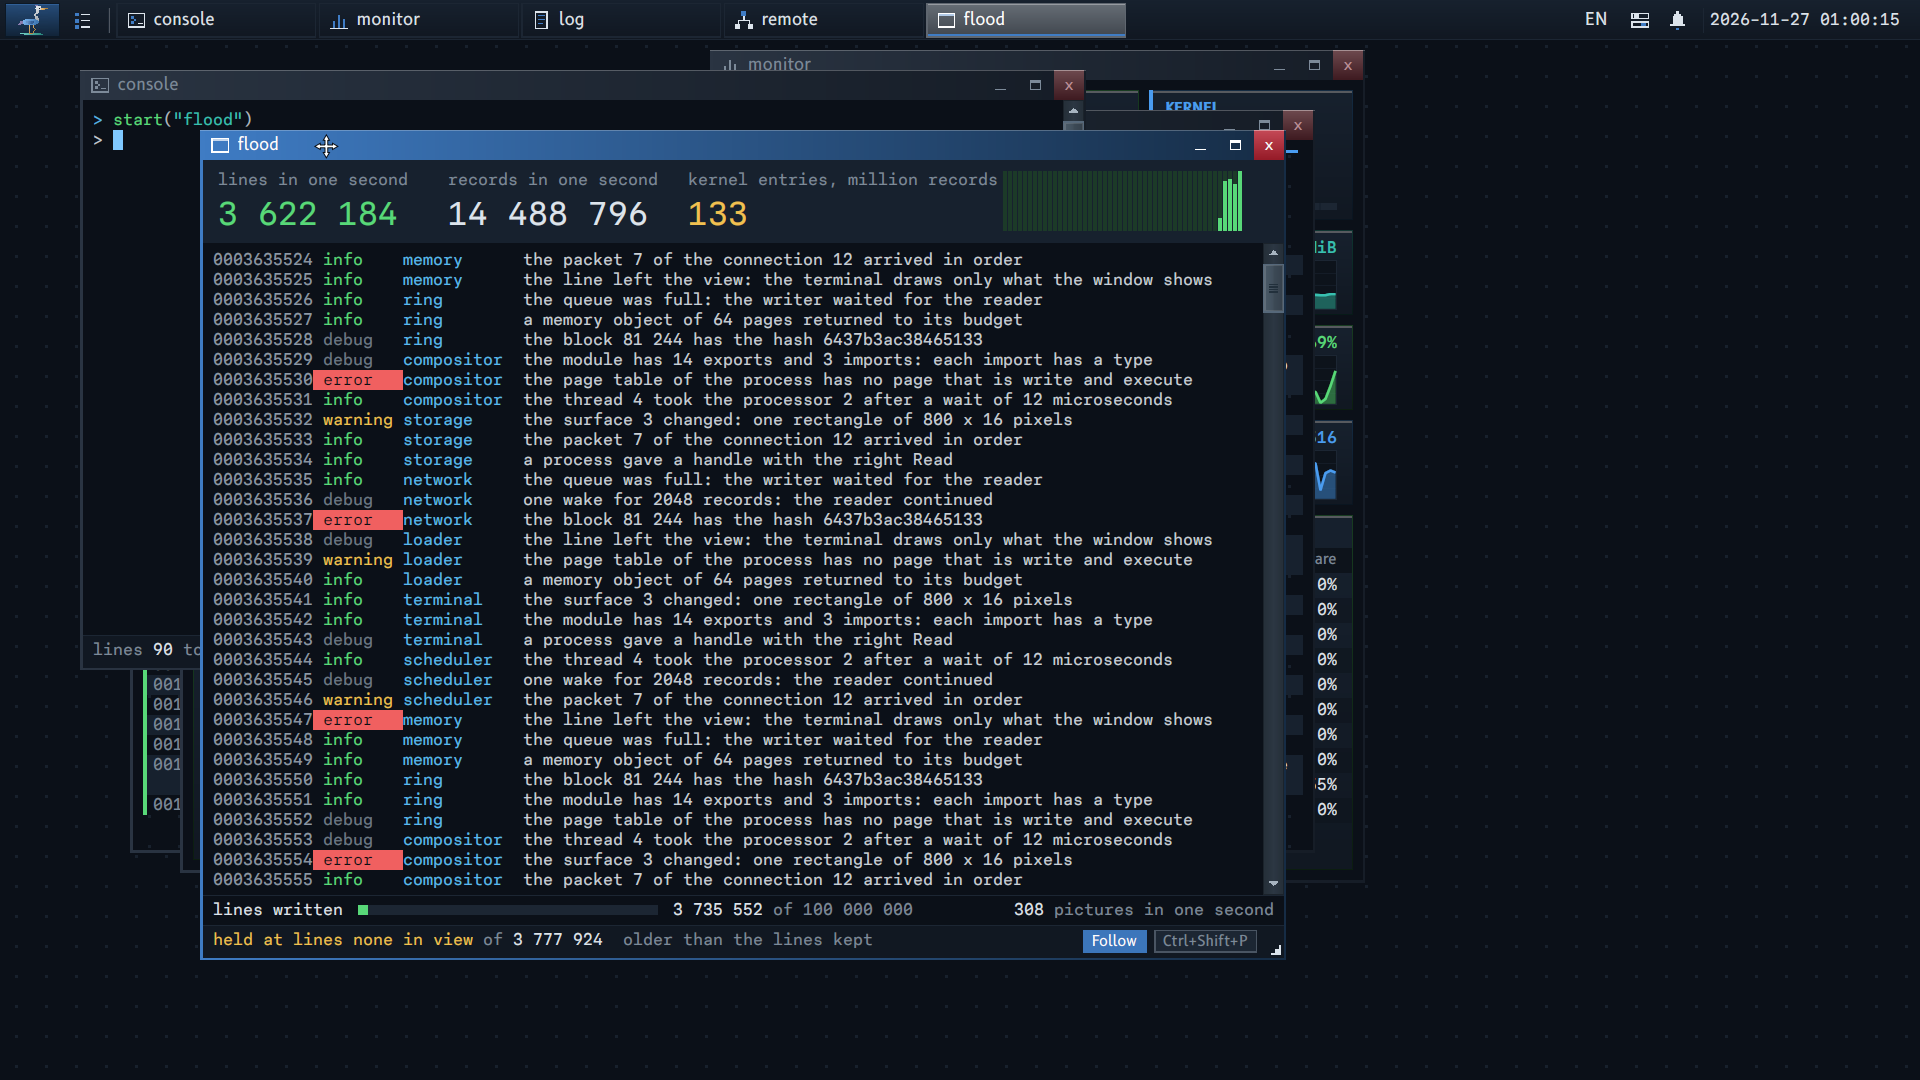 console
monitor
log
remote
flood
EN
2026-11-27 01:00:15
monitor
console
KERNEL
> start("flood")
>
flood
lines in one second
records in one second
kernel entries, million records
3 622 184
14 488 796
133
0003635524 info memory the packet 7 of the connection 12 arrived in order
0003635525 info memory the line left the view: the terminal draws only what the window shows
0003635526 info ring the queue was full: the writer waited for the reader
0003635527 info ring a memory object of 64 pages returned to its budget
0003635528 debug ring the block 81 244 has the hash 6437b3ac38465133
0003635529 debug compositor the module has 14 exports and 3 imports: each import has a type
0003635530 error compositor the page table of the process has no page that is write and execute
0003635531 info compositor the thread 4 took the processor 2 after a wait of 12 microseconds
0003635532 warning storage the surface 3 changed: one rectangle of 800 x 16 pixels
0003635533 info storage the packet 7 of the connection 12 arrived in order
0003635534 info storage a process gave a handle with the right Read
0003635535 info network the queue was full: the writer waited for the reader
0003635536 debug network one wake for 2048 records: the reader continued
0003635537 error network the block 81 244 has the hash 6437b3ac38465133
0003635538 debug loader the line left the view: the terminal draws only what the window shows
0003635539 warning loader the page table of the process has no page that is write and execute
0003635540 info loader a memory object of 64 pages returned to its budget
0003635541 info terminal the surface 3 changed: one rectangle of 800 x 16 pixels
0003635542 info terminal the module has 14 exports and 3 imports: each import has a type
0003635543 debug terminal a process gave a handle with the right Read
0003635544 info scheduler the thread 4 took the processor 2 after a wait of 12 microseconds
0003635545 debug scheduler one wake for 2048 records: the reader continued
0003635546 warning scheduler the packet 7 of the connection 12 arrived in order
0003635547 error memory the line left the view: the terminal draws only what the window shows
0003635548 info memory the queue was full: the writer waited for the reader
0003635549 info memory a memory object of 64 pages returned to its budget
0003635550 info ring the block 81 244 has the hash 6437b3ac38465133
0003635551 info ring the module has 14 exports and 3 imports: each import has a type
0003635552 debug ring the page table of the process has no page that is write and execute
0003635553 debug compositor the thread 4 took the processor 2 after a wait of 12 microseconds
0003635554 error compositor the surface 3 changed: one rectangle of 800 x 16 pixels
0003635555 info compositor the packet 7 of the connection 12 arrived in order
lines written 3 735 552 of 100 000 000 308 pictures in one second
held at lines none in view of 3 777 924 older than the lines kept Follow Ctrl+Shift+P
lines 90 to
001
001
001
001
001
001
iB
9%
16
are
0%
0%
0%
0%
0%
0%
0%
0%
5%
0%